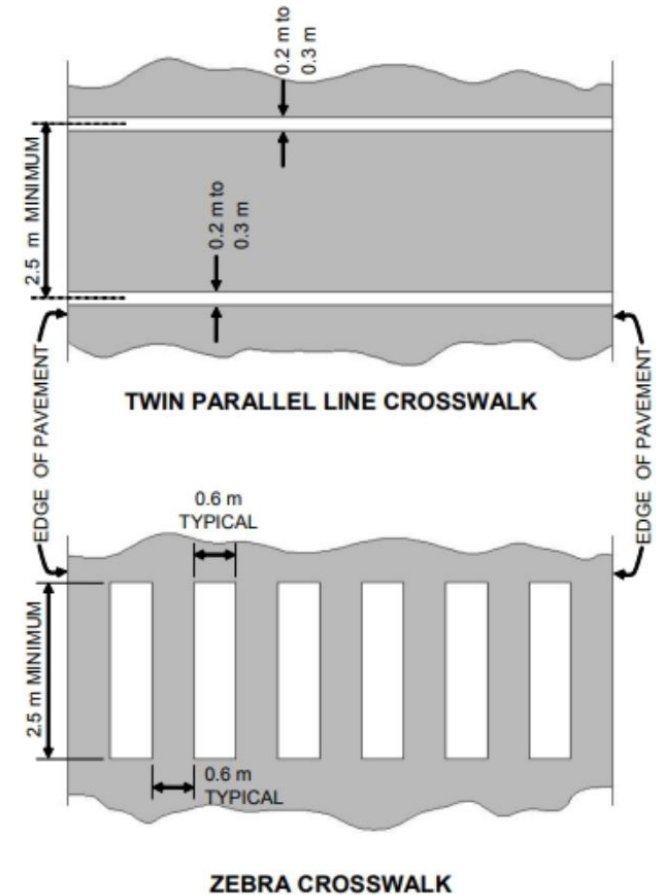 0.2 m to
0.3 m
2.5 m MINIMUM
0.2 m to
0.3 m
EDGE OF PAVEMENT
EDGE OF PAVEMENT
TWIN PARALLEL LINE CROSSWALK
0.6 m
TYPICAL
2.5 m MINIMUM
0.6 m
TYPICAL
ZEBRA CROSSWALK